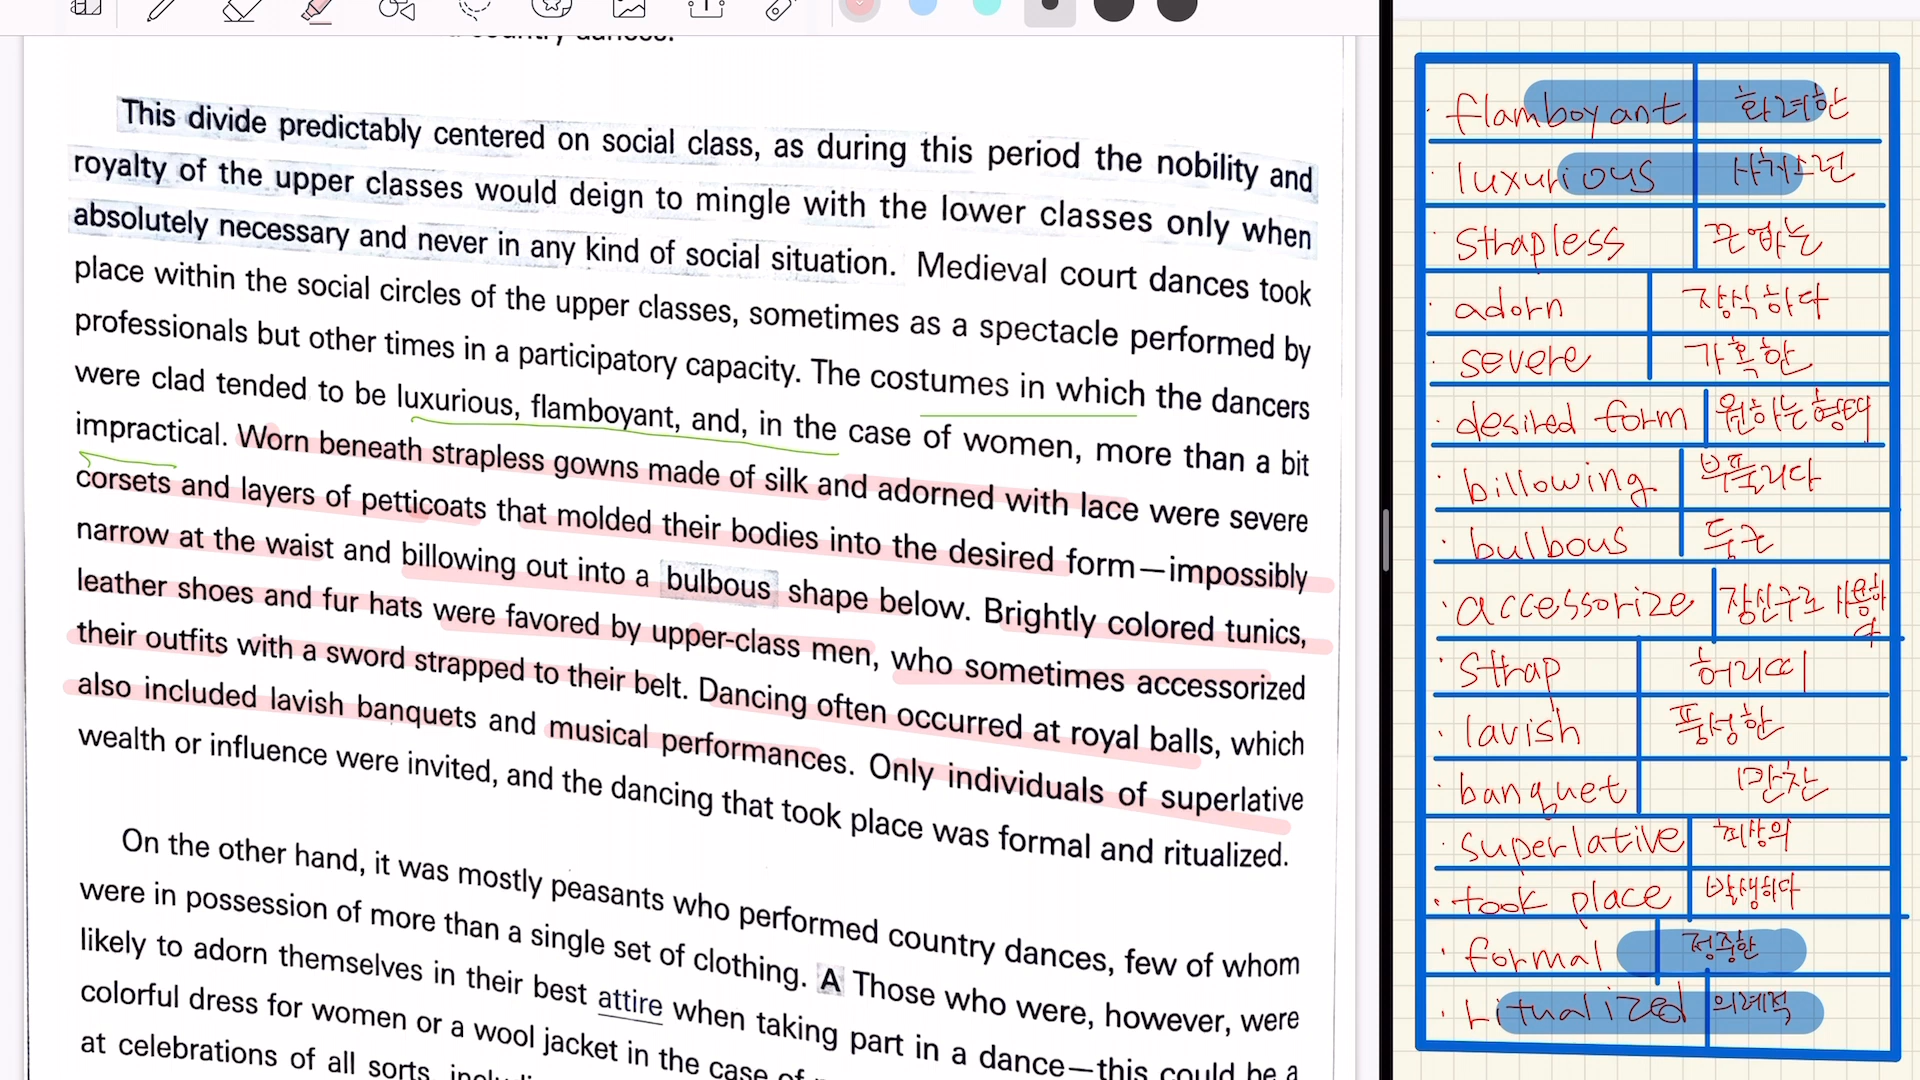 country dances.
This divide predictably centered on social class, as during this period the nobility and
royalty of the upper classes would deign to mingle with the lower classes only when
absolutely necessary and never in any kind of social situation. Medieval court dances took
place within the social circles of the upper classes, sometimes as a spectacle performed by
professionals but other times in a participatory capacity. The costumes in which the dancers
were clad tended to be luxurious, flamboyant, and, in the case of women, more than a bit
impractical. Worn beneath strapless gowns made of silk and adorned with lace were severe
corsets and layers of petticoats that molded their bodies into the desired form—impossibly
narrow at the waist and billowing out into a bulbous shape below. Brightly colored tunics,
leather shoes and fur hats were favored by upper-class men, who sometimes accessorized
their outfits with a sword strapped to their belt. Dancing often occurred at royal balls, which
also included lavish banquets and musical performances. Only individuals of superlative
wealth or influence were invited, and the dancing that took place was formal and ritualized.
On the other hand, it was mostly peasants who performed country dances, few of whom
were in possession of more than a single set of clothing. A Those who were, however, were
likely to adorn themselves in their best attire when taking part in a dance—this could be a
colorful dress for women or a wool jacket in the case of
at celebrations of all sorts,
· flamboyant 화려한
· luxurious 사치스런
· strapless 끈 없는
· adorn 장식하다
· severe 가혹한
· desired form 원하는 형태
· billowing 부풀리다
· bulbous 둥근
· accessorize 장신구로 사용하다
· strap 허리띠
· lavish 풍성한
· banquet 만찬
· superlative 최상의
· took place 발생하다
· formal 정중한
· Litualized 의례적